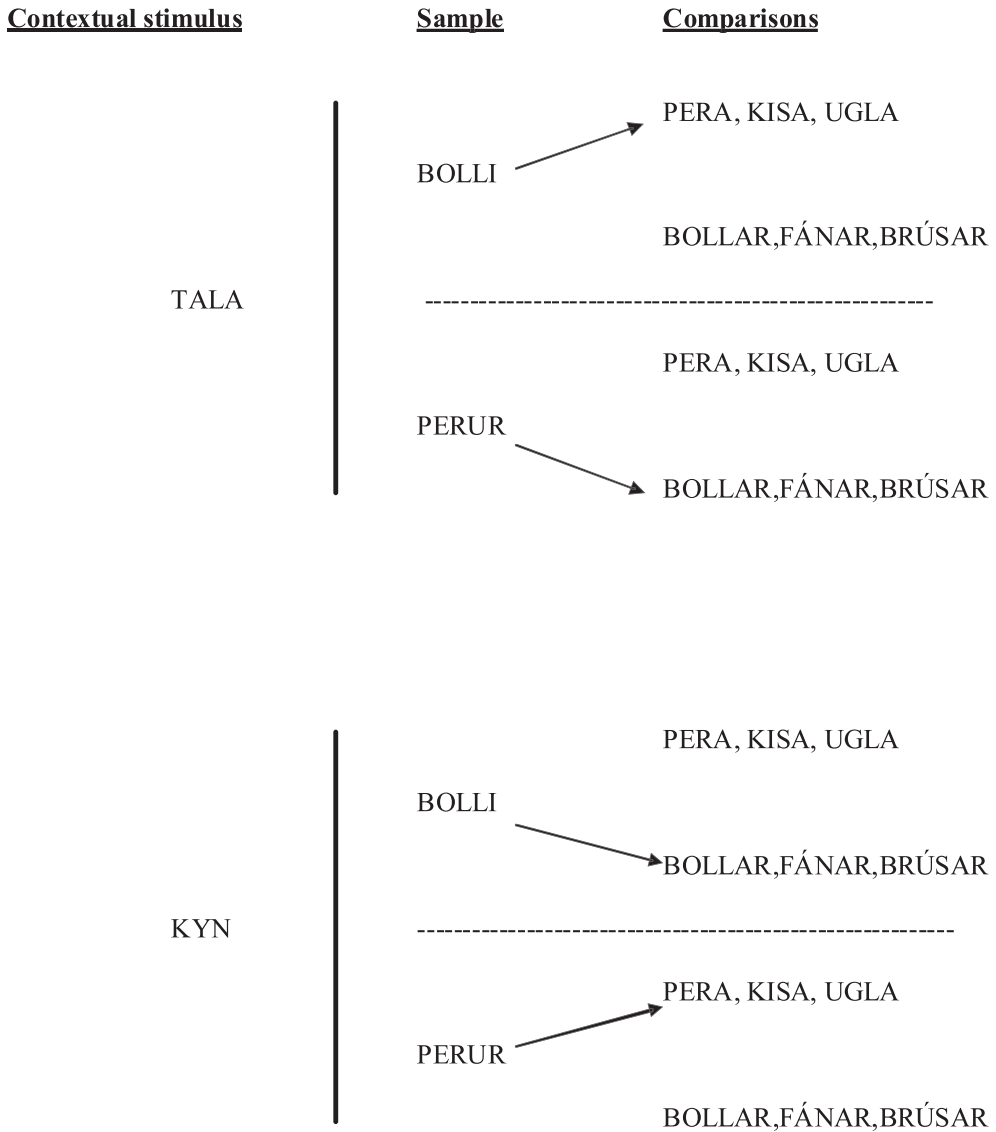 Contextual stimulus Sample Comparisons
PERA, KISA, UGLA
BOLLI
BOLLAR,FÁNAR,BRÚSAR
TALA
PERA, KISA, UGLA
PERUR
BOLLAR,FÁNAR,BRÚSAR
PERA, KISA, UGLA
BOLLI
BOLLAR,FÁNAR,BRÚSAR
KYN
PERA, KISA, UGLA
PERUR
BOLLAR,FÁNAR,BRÚSAR